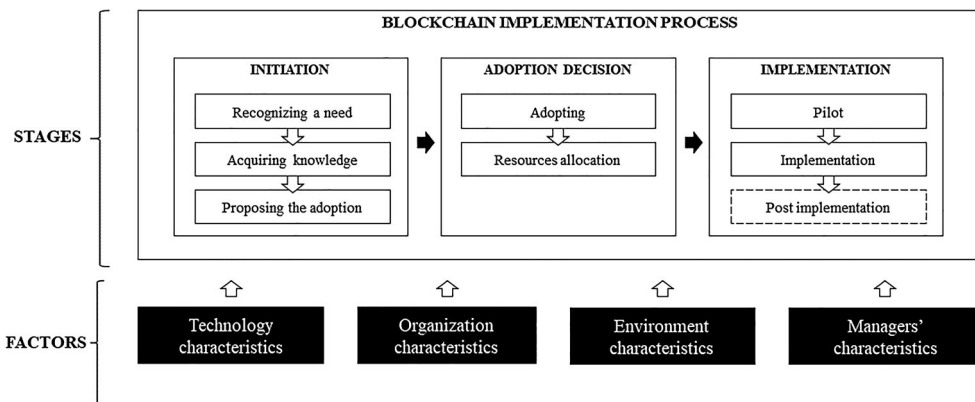 BLOCKCHAIN IMPLEMENTATION PROCESS
STAGES
INITIATION
Recognizing a need
Acquiring knowledge
Proposing the adoption
ADOPTION DECISION
Adopting
Resources allocation
IMPLEMENTATION
Pilot
Implementation
Post implementation
FACTORS
Technology
characteristics
Organization
characteristics
Environment
characteristics
Managers’
characteristics